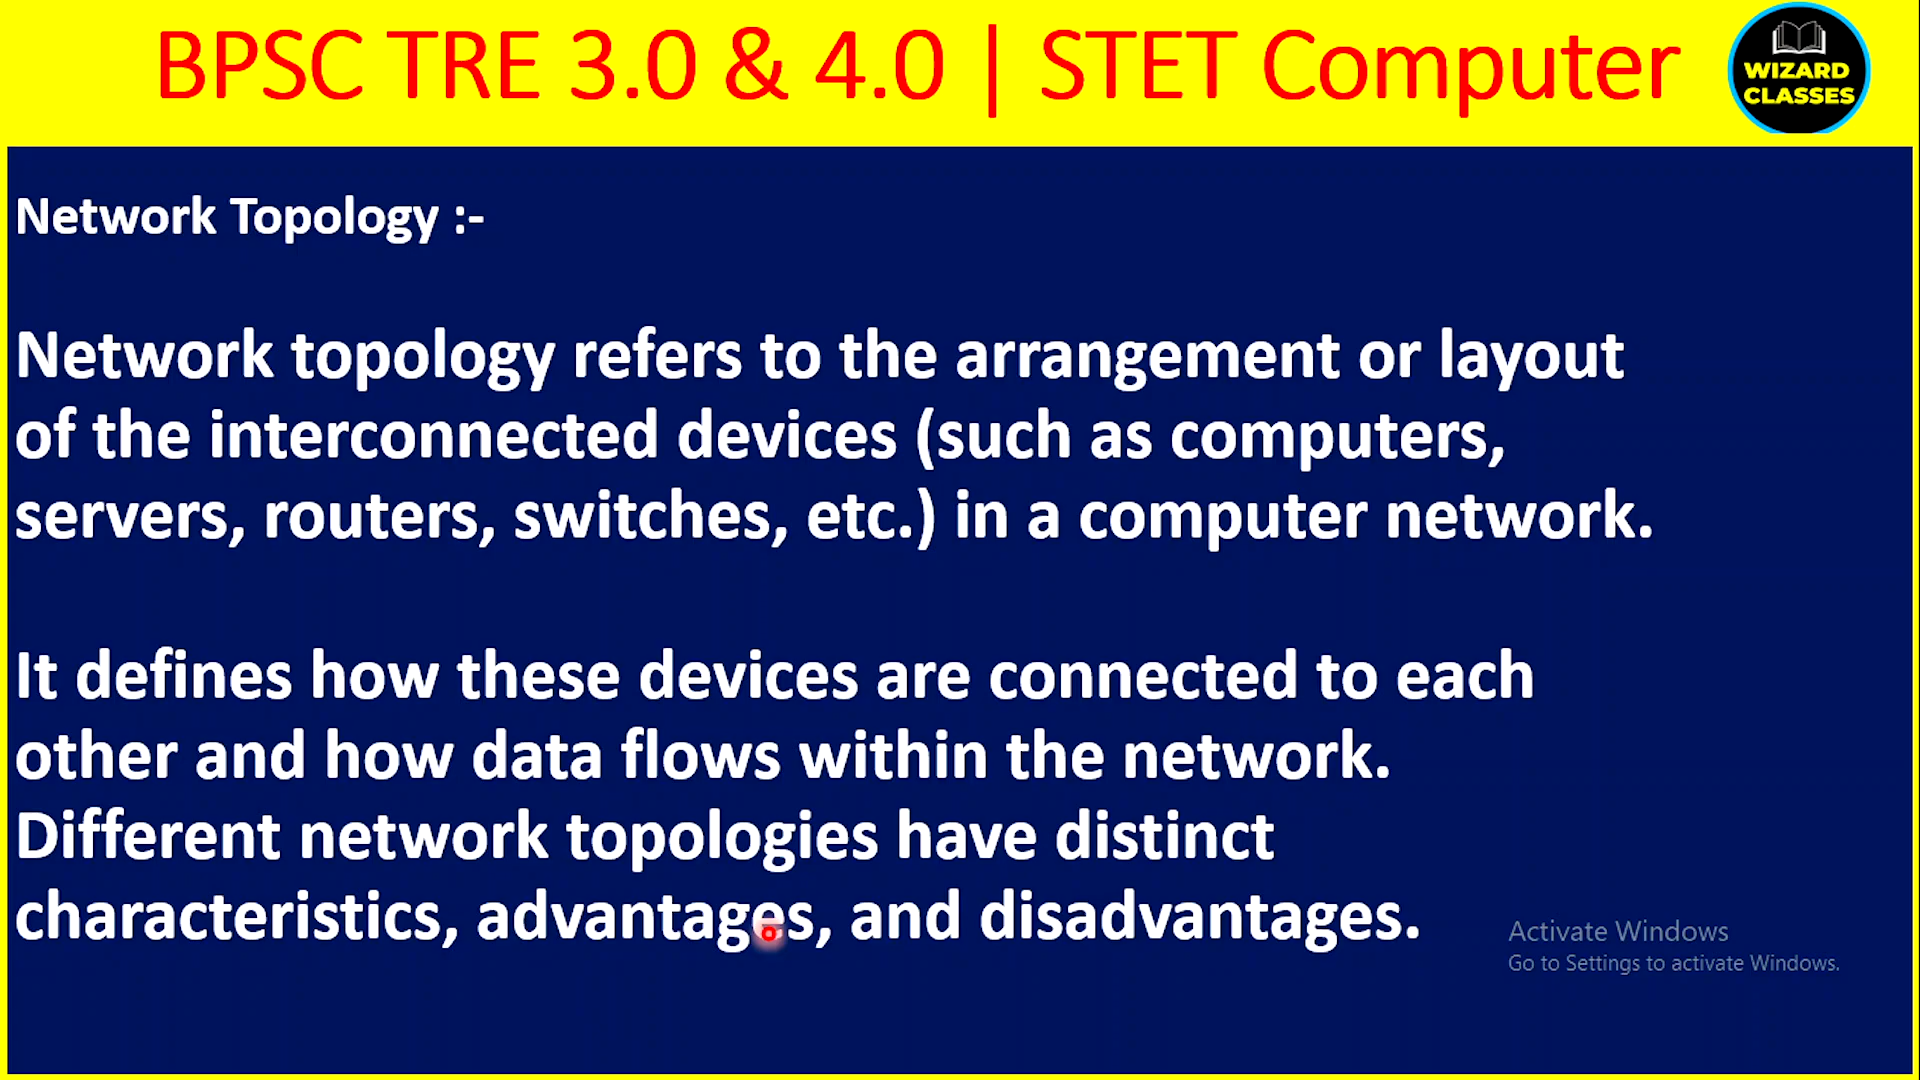 BPSC TRE 3.0 & 4.0 | STET Computer
WIZARD
CLASSES
Network Topology :-
Network topology refers to the arrangement or layout
of the interconnected devices (such as computers,
servers, routers, switches, etc.) in a computer network.
It defines how these devices are connected to each
other and how data flows within the network.
Different network topologies have distinct
characteristics, advantages, and disadvantages.
Activate Windows
Go to Settings to activate Windows.